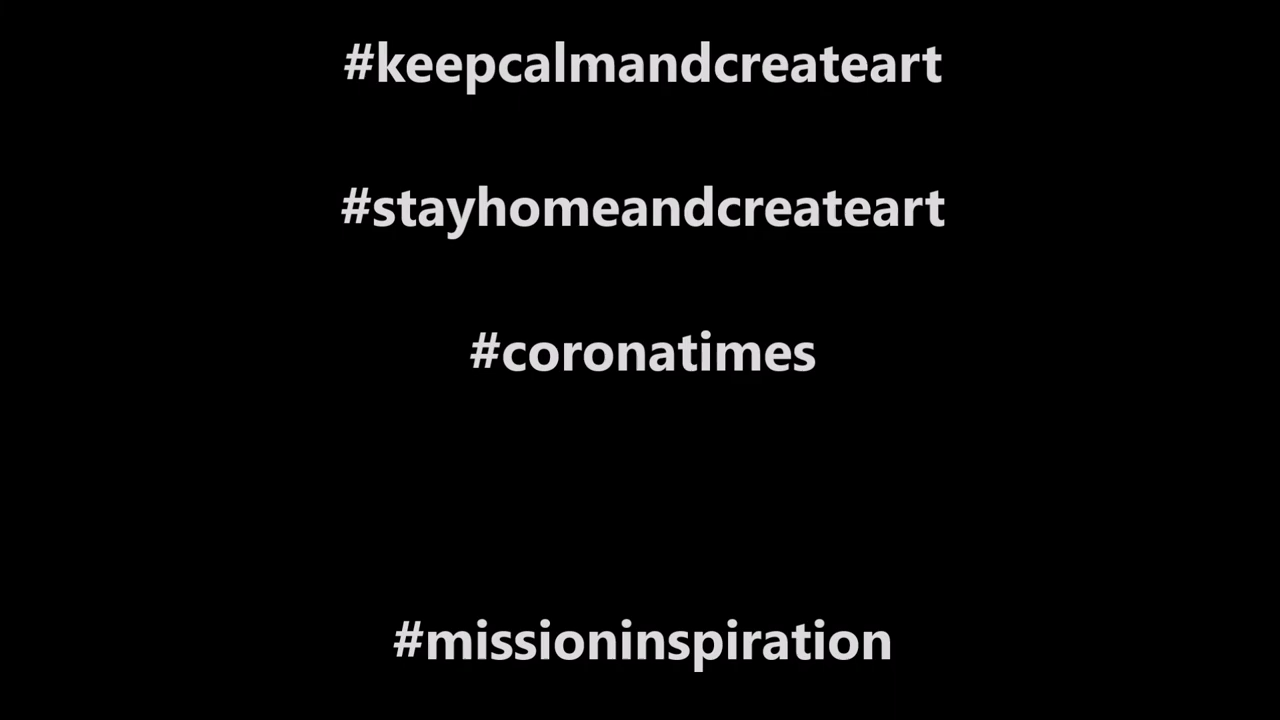 #keepcalmandcreateart
#stayhomeandcreateart
#coronatimes
#missioninspiration